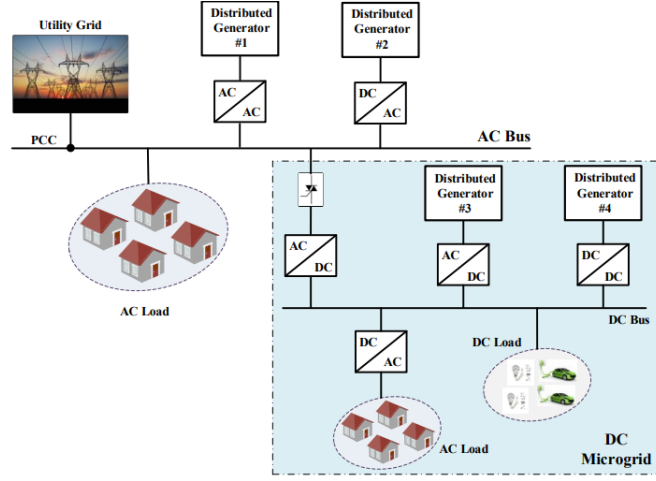 Utility Grid
Distributed
Generator
#1
Distributed
Generator
#2
AC
AC
DC
AC
PCC
AC Bus
Distributed
Generator
#3
Distributed
Generator
#4
AC
DC
AC
DC
DC
DC
AC Load
DC Bus
DC
AC
DC Load
AC Load
DC
Microgrid